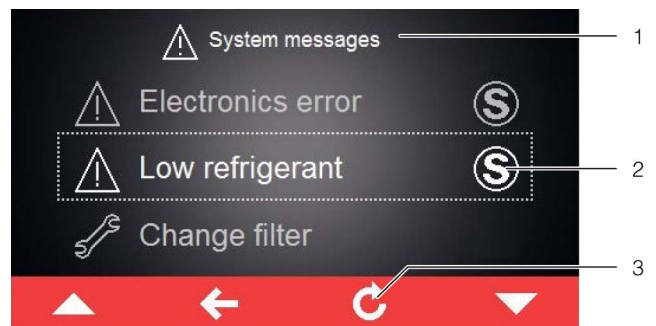 System messages
1
Electronics error
S
Low refrigerant
S
2
Change filter
3